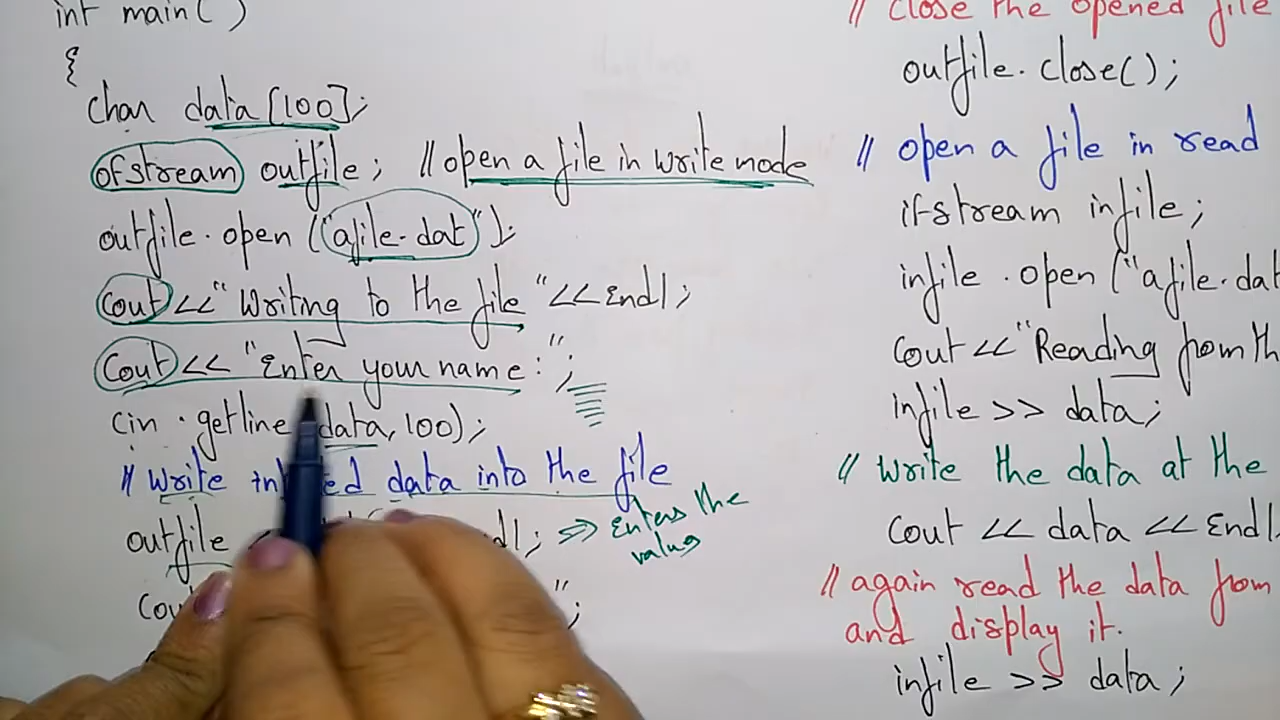 int main( )
{
char data [100];
ofstream outfile; // open a file in write mode
outfile.open ("afile.dat");
cout << "Writing to the file" << Endl;
Cout << "Enter your name:";
cin.getline data, 100);
// Write data into the file
outfile
=> Enters the
value
// Close the opened file
outfile.close();
// open a file in read
ifstream infile;
infile.open ("afile.dat
Cout << "Reading from th
infile >> data;
// Write the data at the
Cout << data << Endl
// again read the data from
and display it.
infile >> data;